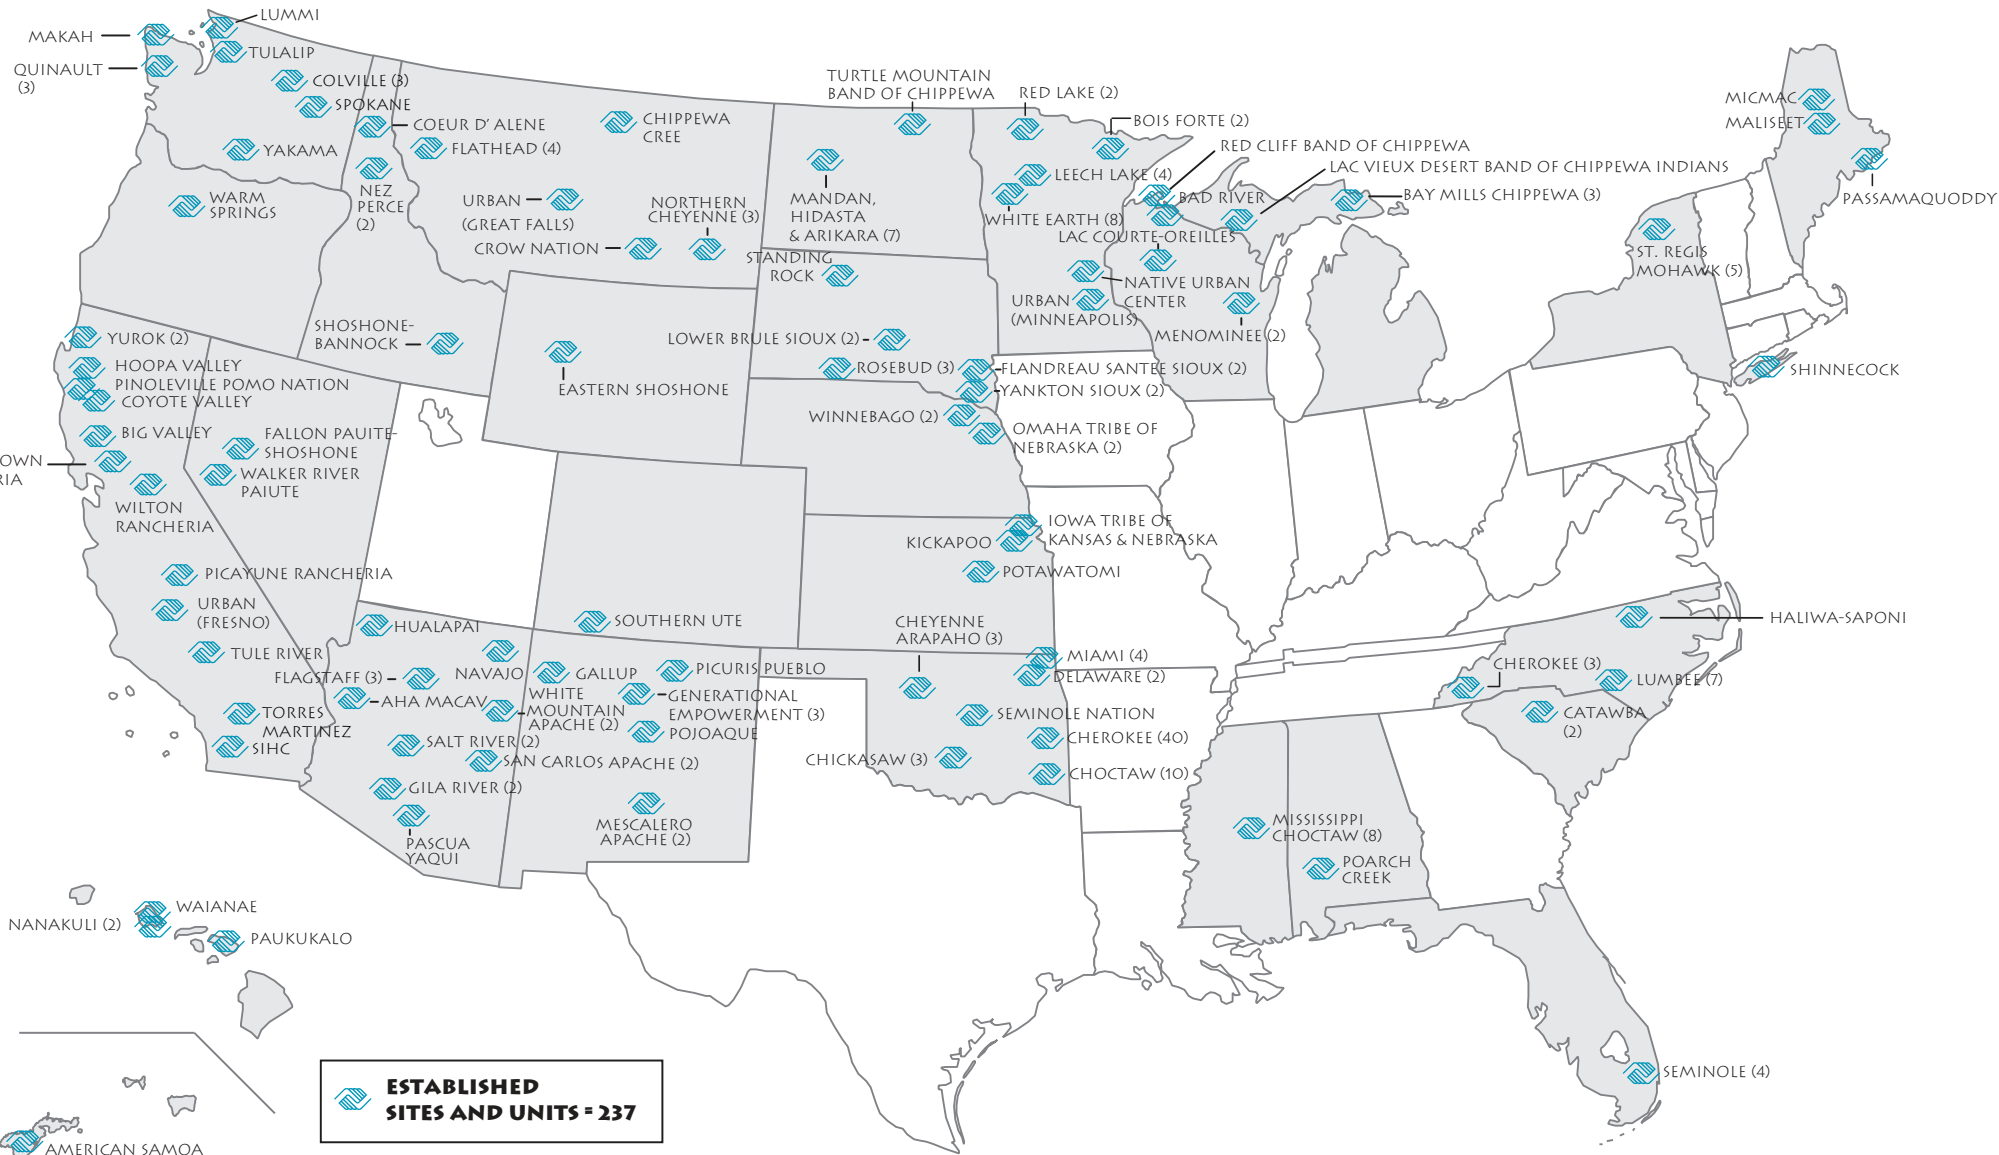 LUMMI
MAKAH
TULALIP
QUINAULT
(3)
COLVILLE (3)
SPOKANE
COEUR D' ALENE
FLATHEAD (4)
YAKAMA
NEZ
PERCE
(2)
WARM
SPRINGS
CHIPPEWA
CREE
URBAN
(GREAT FALLS)
NORTHERN
CHEYENNE (3)
CROW NATION
TURTLE MOUNTAIN
BAND OF CHIPPEWA
MANDAN,
HIDASTA
& ARIKARA (7)
STANDING
ROCK
RED LAKE (2)
BOIS FORTE (2)
RED CLIFF BAND OF CHIPPEWA
LAC VIEUX DESERT BAND OF CHIPPEWA INDIANS
LEECH LAKE (4)
BAD RIVER
BAY MILLS CHIPPEWA (3)
WHITE EARTH (8)
LAC COURTE-OREILLES
NATIVE URBAN
CENTER
URBAN
(MINNEAPOLIS)
MENOMINEE (2)
MICMAC
MALISEET
PASSAMAQUODDY
ST. REGIS
MOHAWK (5)
SHINNECOCK
YUROK (2)
HOOPA VALLEY
PINOLEVILLE POMO NATION
COYOTE VALLEY
BIG VALLEY
OWN
RIA
WILTON
RANCHERIA
SHOSHONE-
BANNOCK
EASTERN SHOSHONE
FALLON PAUITE-
SHOSHONE
WALKER RIVER
PAIUTE
LOWER BRULE SIOUX (2)
ROSEBUD (3)
FLANDREAU SANTEE SIOUX (2)
YANKTON SIOUX (2)
WINNEBAGO (2)
OMAHA TRIBE OF
NEBRASKA (2)
IOWA TRIBE OF
KANSAS & NEBRASKA
KICKAPOO
POTAWATOMI
PICAYUNE RANCHERIA
URBAN
(FRESNO)
TULE RIVER
TORRES
MARTINEZ
SIHC
HUALAPAI
NAVAJO
FLAGSTAFF (3)
AHA MACAV
WHITE
MOUNTAIN
APACHE (2)
SALT RIVER (2)
SAN CARLOS APACHE (2)
GILA RIVER (2)
PASCUA
YAQUI
SOUTHERN UTE
GALLUP
PICURIS PUEBLO
GENERATIONAL
EMPOWERMENT (3)
POJOAQUE
MESCALERO
APACHE (2)
CHEYENNE
ARAPAHO (3)
MIAMI (4)
DELAWARE (2)
SEMINOLE NATION
CHEROKEE (40)
CHICKASAW (3)
CHOCTAW (10)
HALIWA-SAPONI
CHEROKEE (3)
LUMBEE (7)
CATAWBA
(2)
MISSISSIPPI
CHOCTAW (8)
POARCH
CREEK
SEMINOLE (4)
WAIANAE
NANAKULI (2)
PAUKUKALO
AMERICAN SAMOA
ESTABLISHED
SITES AND UNITS = 237